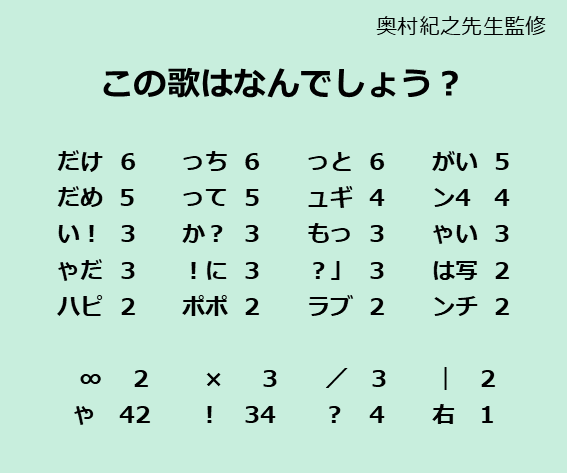 奥村紀之先生監修
この歌はなんでしょう？
だけ 6 っち 6 っと 6 がい 5
だめ 5 って 5 ュギ 4 ン4 4
い！ 3 か？ 3 もっ 3 ゃい 3
ゃだ 3 ！に 3 ？」 3 は写 2
ハピ 2 ポポ 2 ラブ 2 ンチ 2
∞ 2 × 3 ／ 3 ｜ 2
や 42 ！ 34 ？ 4 右 1